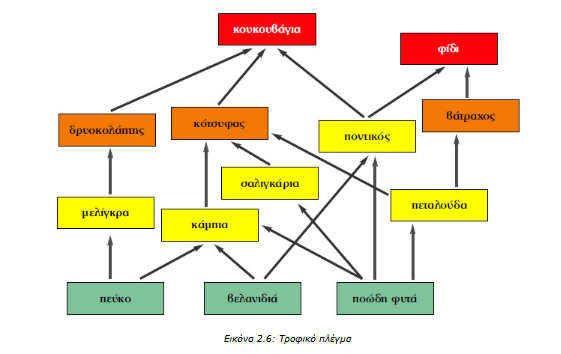 κουκουβάγια
φίδι
δρυοκολάπτης
κότσυφας
ποντικός
βάτραχος
μελίγκρα
σαλιγκάρια
πεταλούδα
κάμπια
πεύκο
βελανιδιά
ποώδη φυτά
Εικόνα 2.6: Τροφικό πλέγμα